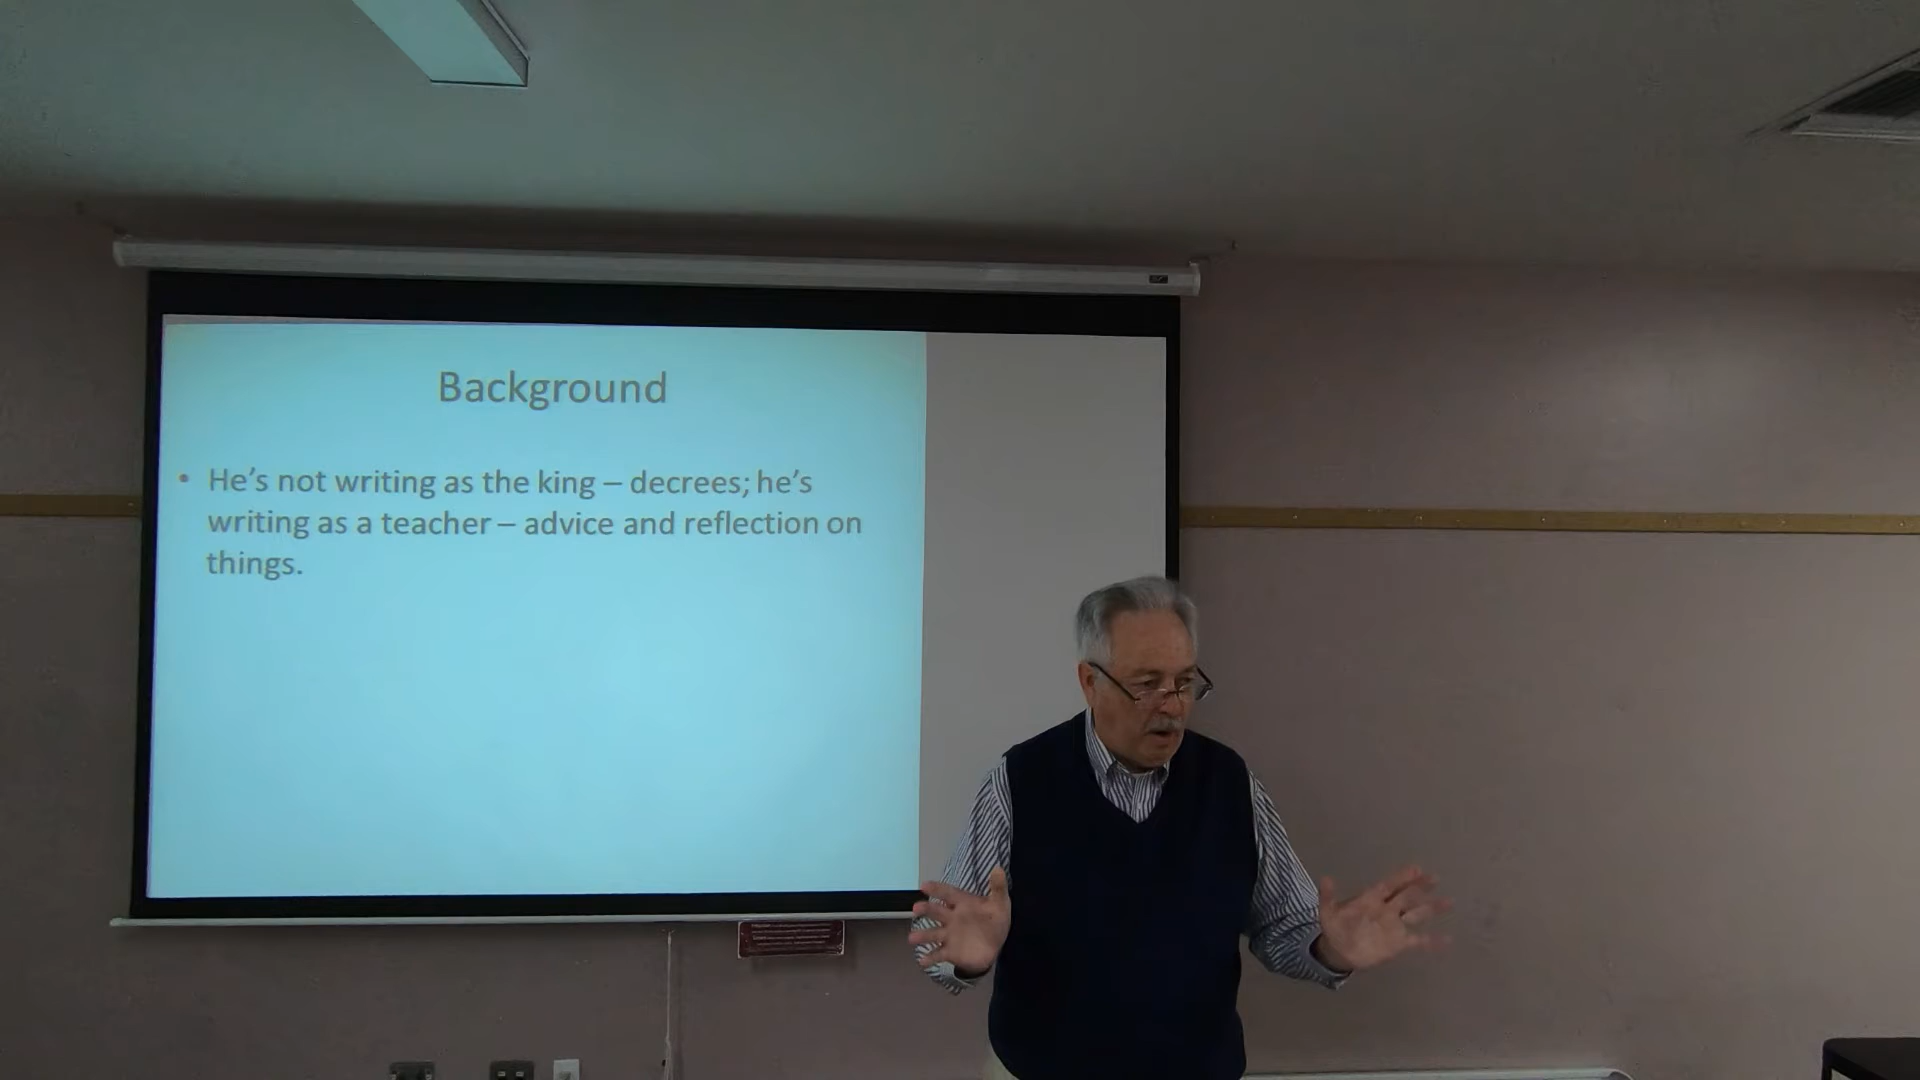 Background
• He's not writing as the king – decrees; he's
writing as a teacher – advice and reflection on
things.